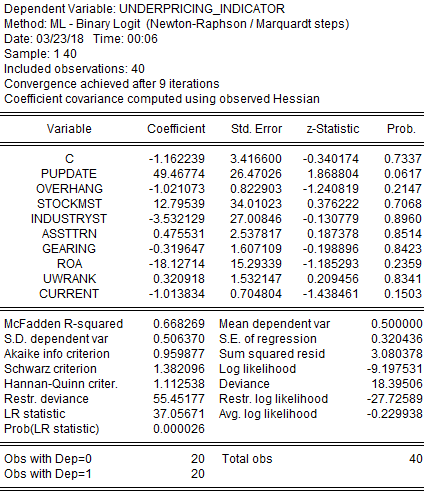 Dependent Variable: UNDERPRICING_INDICATOR
Method: ML - Binary Logit (Newton-Raphson / Marquardt steps)
Date: 03/23/18 Time: 00:06
Sample: 1 40
Included observations: 40
Convergence achieved after 9 iterations
Coefficient covariance computed using observed Hessian
Variable Coefficient Std. Error z-Statistic Prob.
C -1.162239 3.416600 -0.340174 0.7337
PUPDATE 49.46774 26.47026 1.868804 0.0617
OVERHANG -1.021073 0.822903 -1.240819 0.2147
STOCKMST 12.79539 34.01023 0.376222 0.7068
INDUSTRYST -3.532129 27.00846 -0.130779 0.8960
ASSTTRN 0.475531 2.537817 0.187378 0.8514
GEARING -0.319647 1.607109 -0.198896 0.8423
ROA -18.12714 15.29339 -1.185293 0.2359
UWRANK 0.320918 1.532147 0.209456 0.8341
CURRENT -1.013834 0.704804 -1.438461 0.1503
McFadden R-squared 0.668269 Mean dependent var 0.500000
S.D. dependent var 0.506370 S.E. of regression 0.320436
Akaike info criterion 0.959877 Sum squared resid 3.080378
Schwarz criterion 1.382096 Log likelihood -9.197531
Hannan-Quinn criter. 1.112538 Deviance 18.39506
Restr. deviance 55.45177 Restr. log likelihood -27.72589
LR statistic 37.05671 Avg. log likelihood -0.229938
Prob(LR statistic) 0.000026
Obs with Dep=0 20 Total obs 40
Obs with Dep=1 20